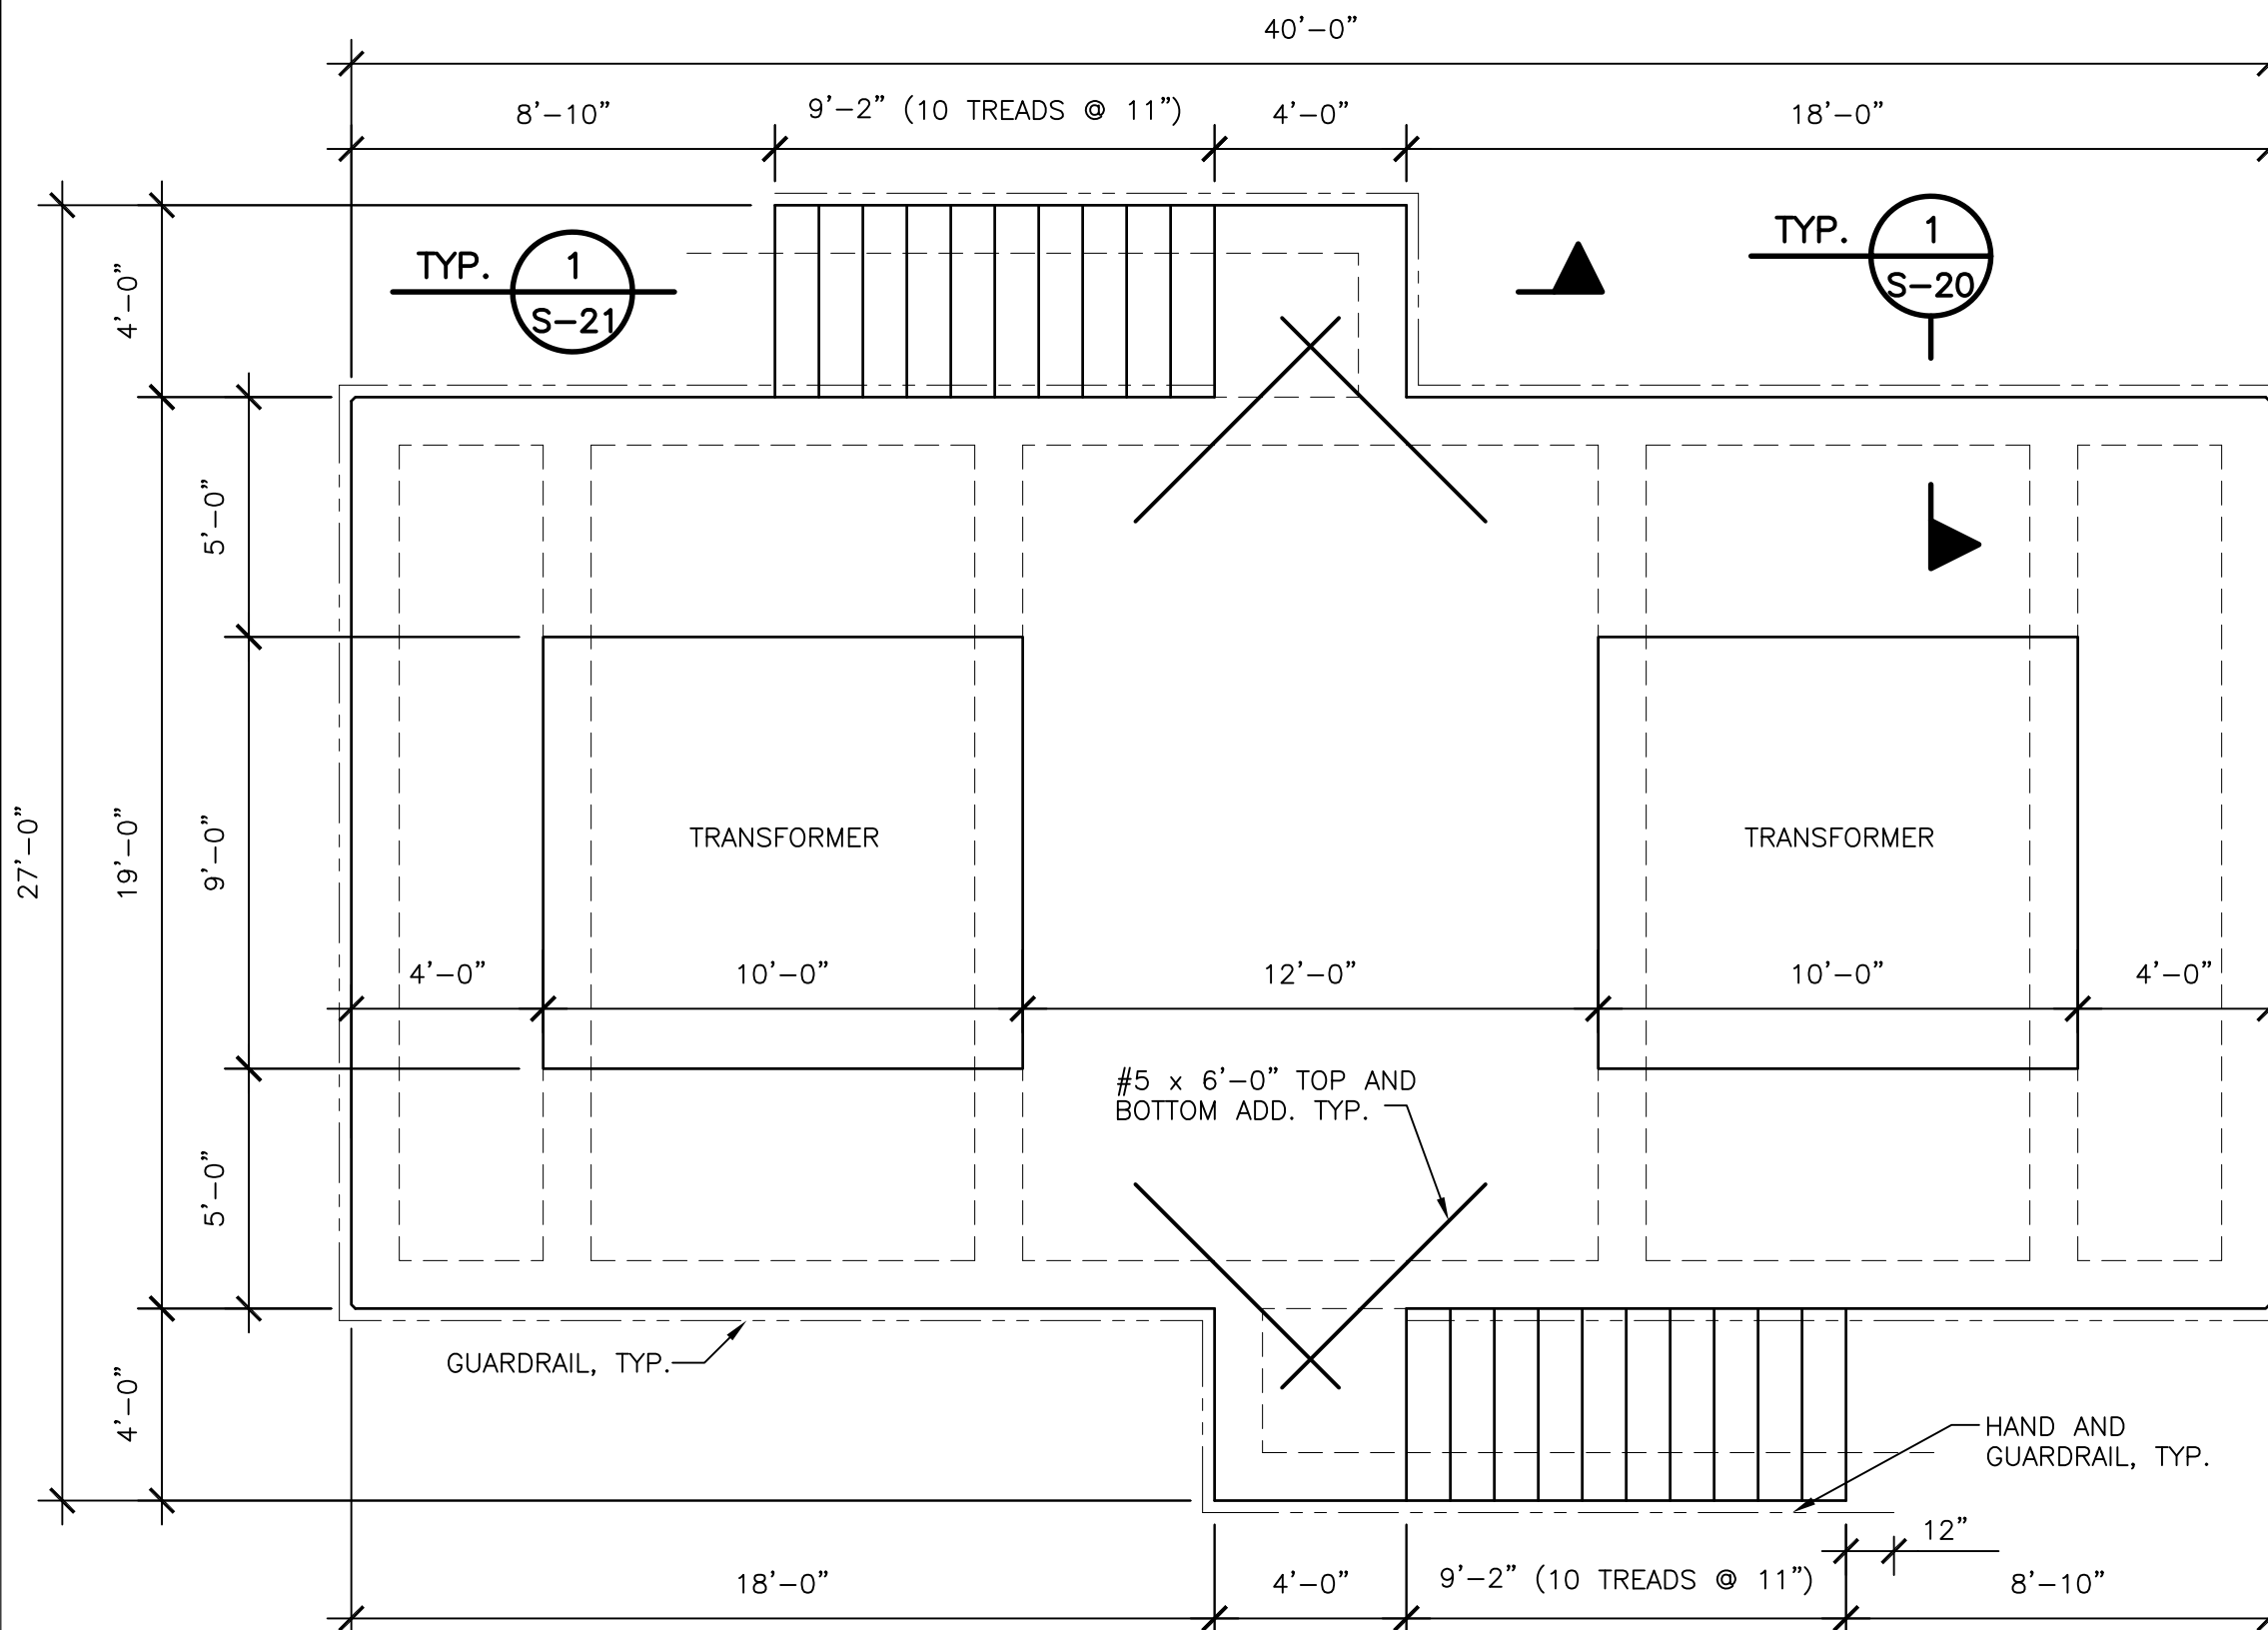 40'-0"
8'-10"
9'-2" (10 TREADS @ 11")
4'-0"
18'-0"
TYP.
1
S-21
TYP.
1
S-20
4'-0"
5'-0"
27'-0"
19'-0"
9'-0"
TRANSFORMER
TRANSFORMER
4'-0"
10'-0"
12'-0"
10'-0"
4'-0"
#5 x 6'-0" TOP AND
BOTTOM ADD. TYP.
5'-0"
4'-0"
GUARDRAIL, TYP.
HAND AND
GUARDRAIL, TYP.
12"
18'-0"
4'-0"
9'-2" (10 TREADS @ 11")
8'-10"